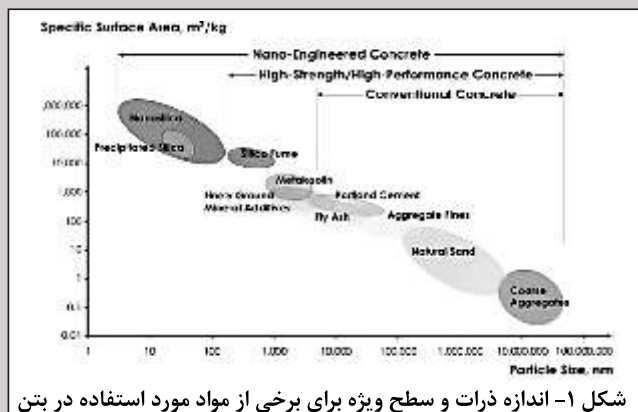 Specific Surface Area, m²/kg
Nano-Engineered Concrete
High-Strength/High-Performance Concrete
Conventional Concrete
1,000,000
100,000
10,000
1,000
100
10
1
0.1
0.01
Nanosilica
Precipitated Silica
Silica Fume
Metakaolin
Finely Ground
Mineral Additives
Portland Cement
Fly Ash
Aggregate Fines
Natural Sand
Coarse
Aggregates
1
10
100
1,000
10,000
100,000
1,000,000
10,000,000
100,000,000
Particle Size, nm
شکل ۱- اندازه ذرات و سطح ویژه برای برخی از مواد مورد استفاده در بتن